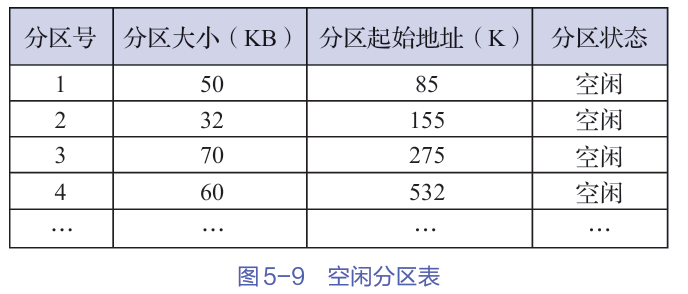 分区号 分区大小（KB） 分区起始地址（K） 分区状态
1 50 85 空闲
2 32 155 空闲
3 70 275 空闲
4 60 532 空闲
… … … …
图5-9 空闲分区表